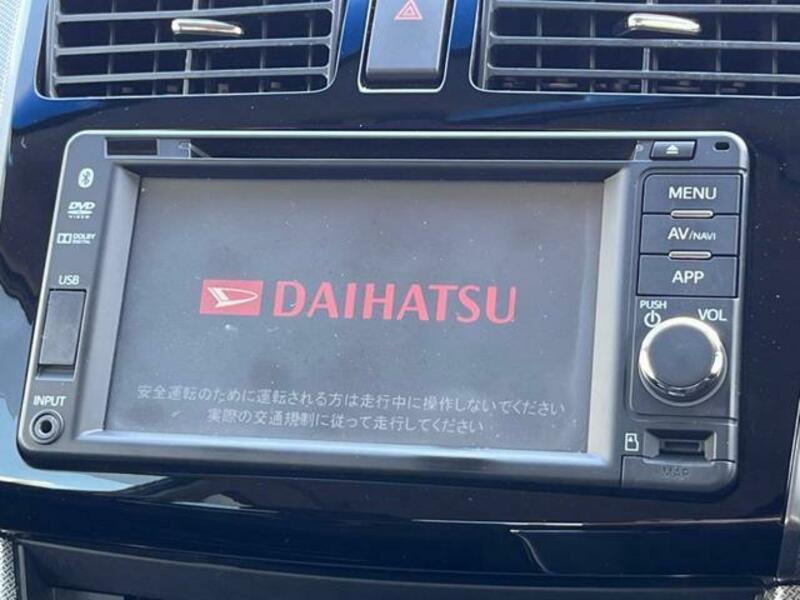 DVD
VIDEO
DOLBY
DIGITAL
USB
INPUT
DAIHATSU
安全運転のために運転される方は走行中に操作しないでください
実際の交通規制に従って走行してください
MENU
AV/NAVI
APP
PUSH
VOL
MAP